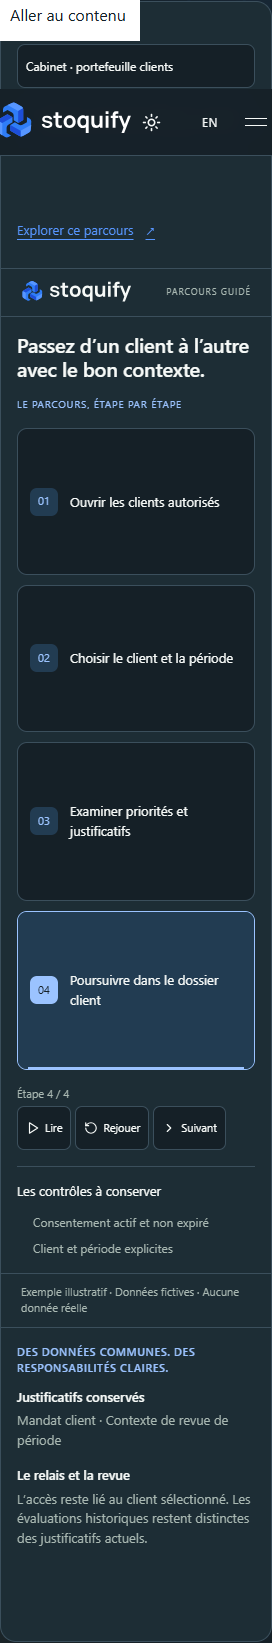 Aller au contenu
Cabinet · portefeuille clients
stoquify
EN
Explorer ce parcours ↗
stoquify
PARCOURS GUIDÉ
Passez d’un client à l’autre
avec le bon contexte.
LE PARCOURS, ÉTAPE PAR ÉTAPE
01 Ouvrir les clients autorisés
02 Choisir le client et la période
03 Examiner priorités et
justificatifs
04 Poursuivre dans le dossier
client
Étape 4 / 4
Lire
Rejouer
Suivant
Les contrôles à conserver
Consentement actif et non expiré
Client et période explicites
Exemple illustratif · Données fictives · Aucune
donnée réelle
DES DONNÉES COMMUNES. DES
RESPONSABILITÉS CLAIRES.
Justificatifs conservés
Mandat client · Contexte de revue de
période
Le relais et la revue
L’accès reste lié au client sélectionné. Les
évaluations historiques restent distinctes
des justificatifs actuels.